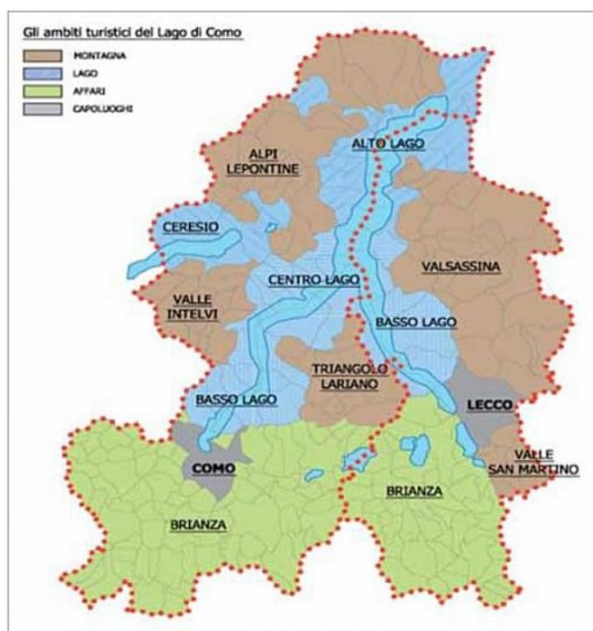 Gli ambiti turistici del Lago di Como
MONTAGNA
LAGO
AFFARI
CAPOLUOGHI
ALTO LAGO
ALPI
LEPONTINE
CERESIO
CENTRO LAGO
VALSASSINA
VALLE
INTELVI
BASSO LAGO
TRIANGOLO
LARIANO
BASSO LAGO
LECCO
COMO
VALLE
SAN MARTINO
BRIANZA
BRIANZA